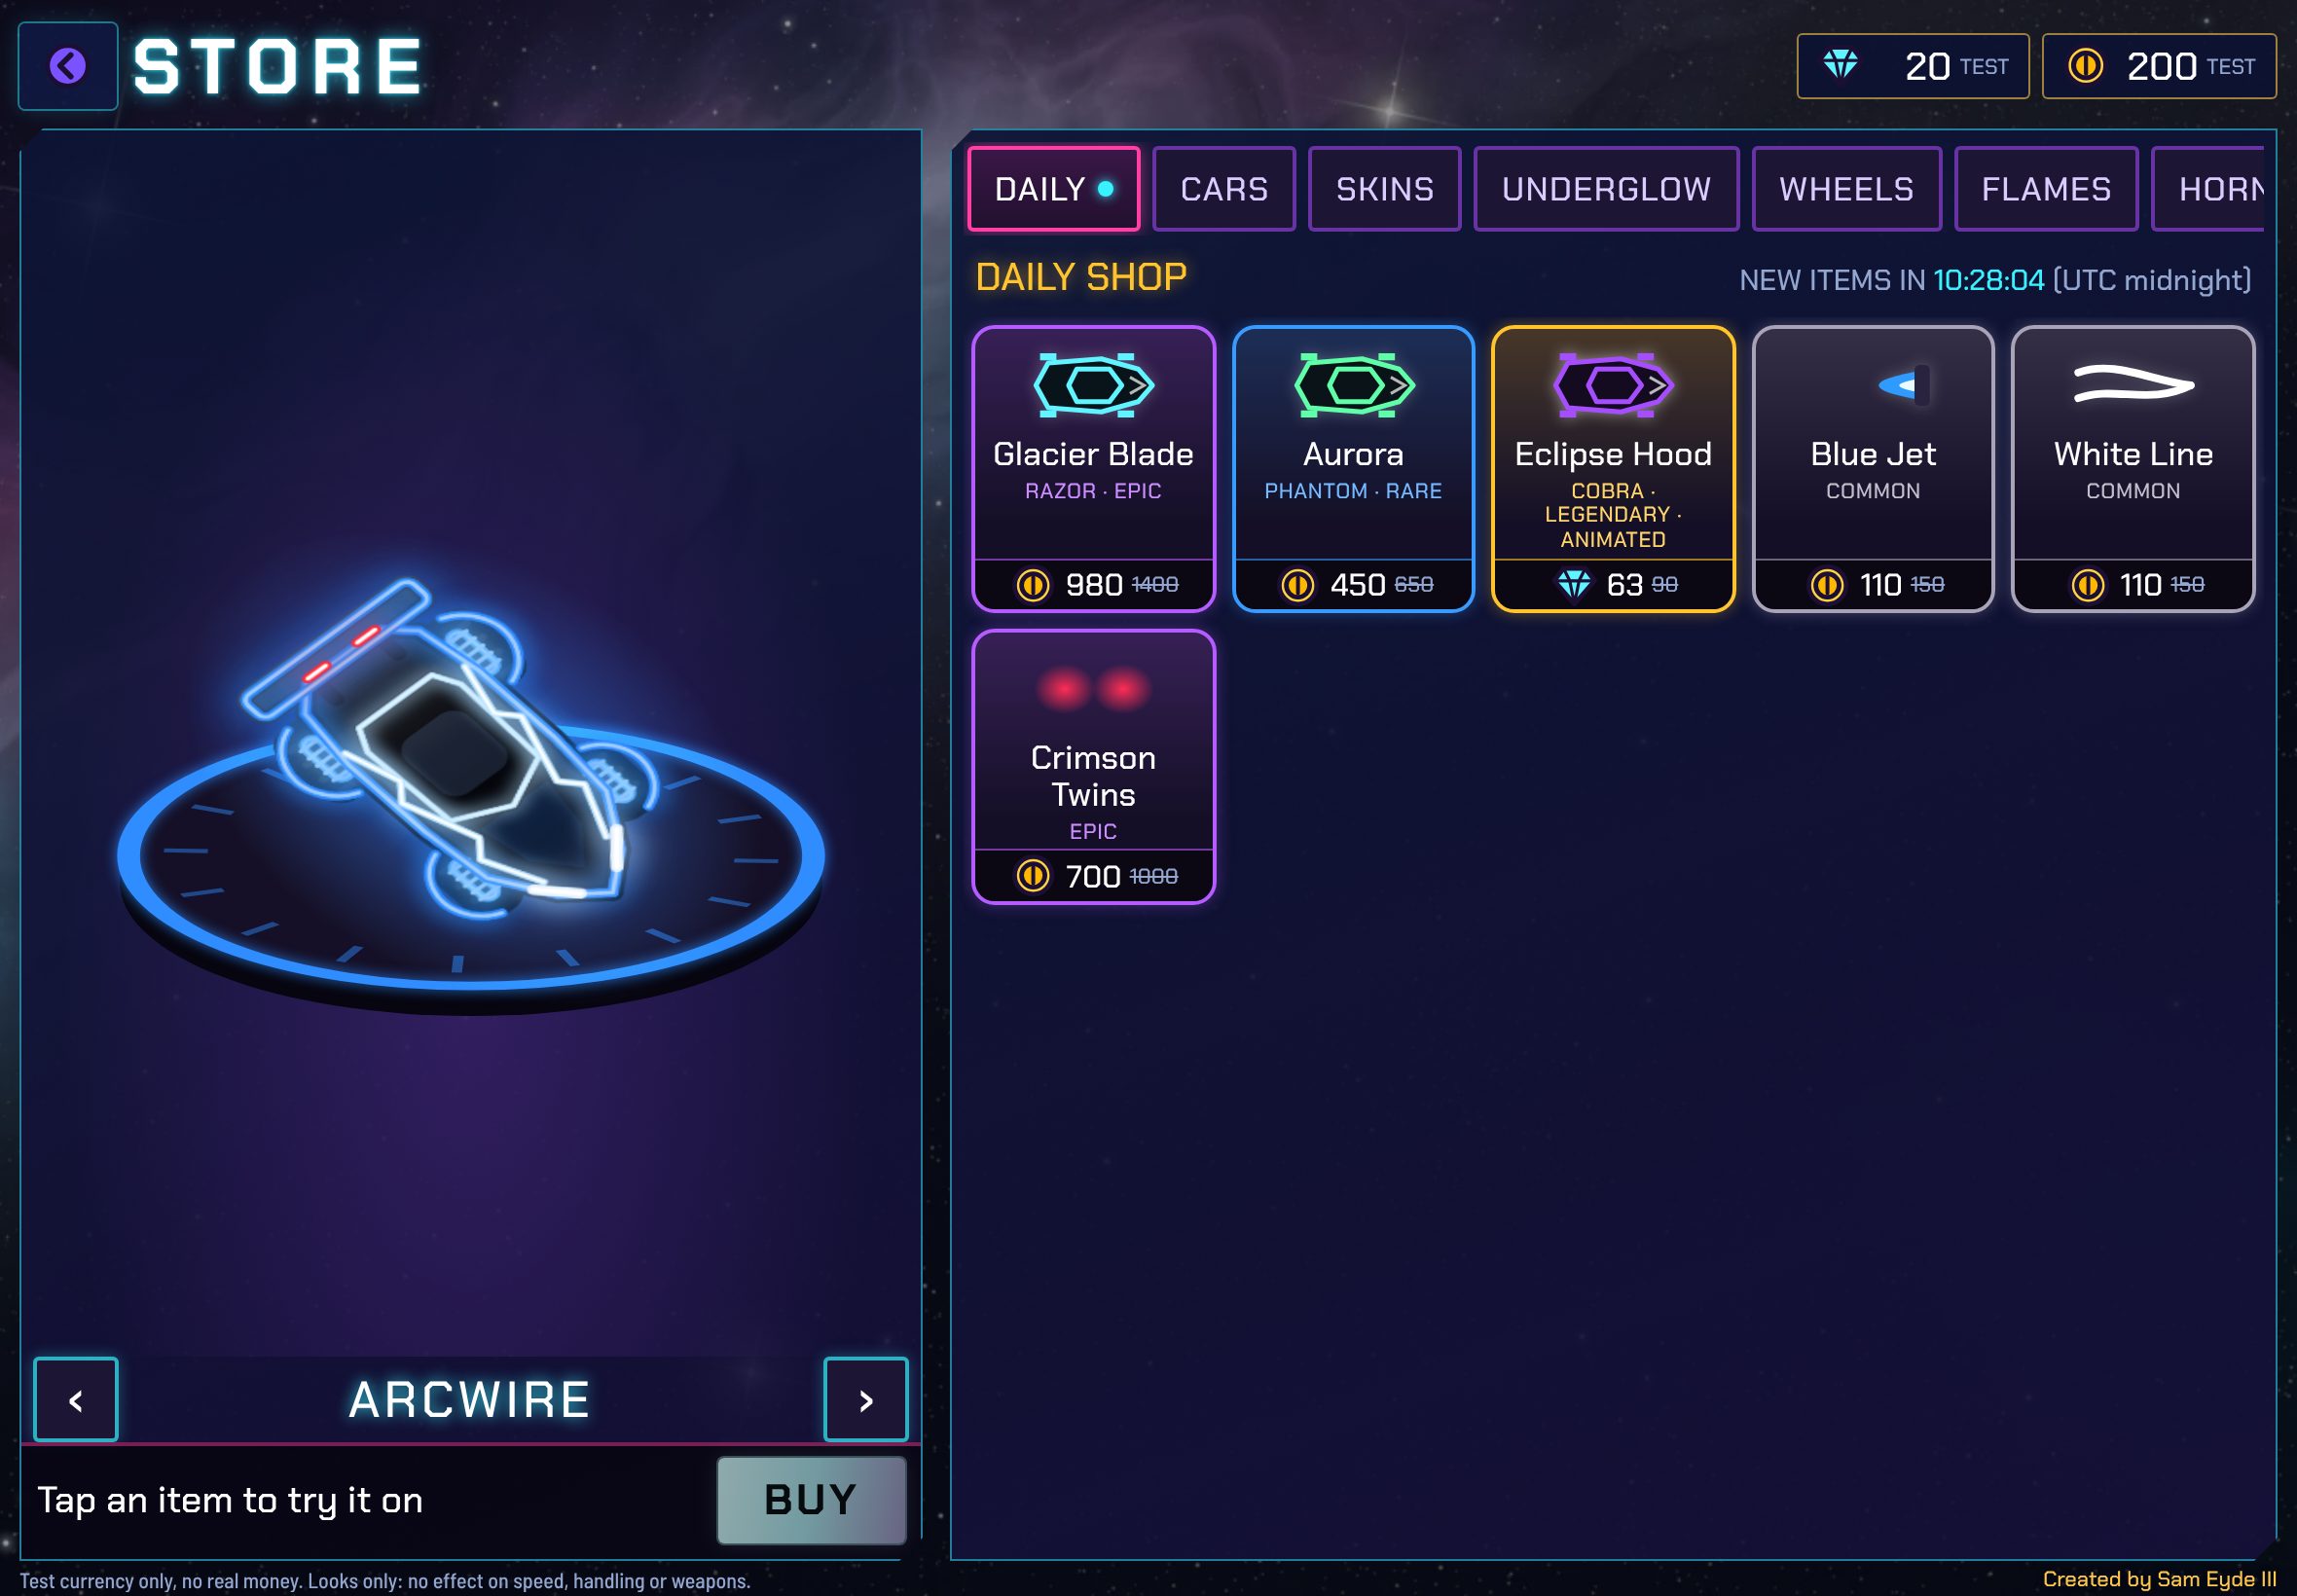 STORE
20 TEST
200 TEST
DAILY
CARS
SKINS
UNDERGLOW
WHEELS
FLAMES
HORN
DAILY SHOP
NEW ITEMS IN 10:28:04 (UTC midnight)
Glacier Blade
RAZOR · EPIC
980 1400
Aurora
PHANTOM · RARE
450 650
Eclipse Hood
COBRA ·
LEGENDARY ·
ANIMATED
63 90
Blue Jet
COMMON
110 150
White Line
COMMON
110 150
Crimson
Twins
EPIC
700 1000
‹
ARCWIRE
›
Tap an item to try it on
BUY
Test currency only, no real money. Looks only: no effect on speed, handling or weapons.
Created by Sam Eyde III